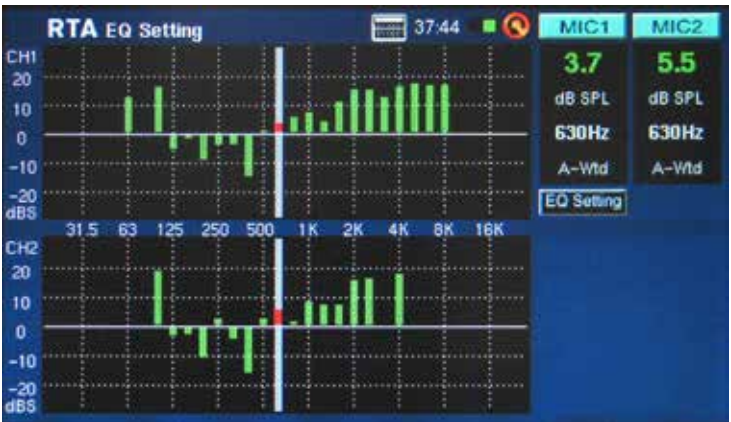 RTA EQ Setting 37:44 MIC1 MIC2
CH1
20
10
0
-10
-20
dBS
3.7 5.5
dB SPL dB SPL
630Hz 630Hz
A-Wtd A-Wtd
EQ Setting
31.5 63 125 250 500 1K 2K 4K 8K 16K
CH2
20
10
0
-10
-20
dBS